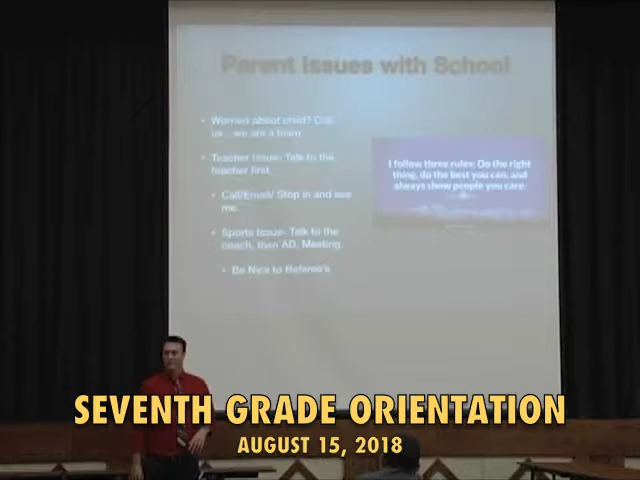 Parent Issues with School
• Worried about child? Call
us... we are a team
• Teacher Issue- Talk to the
teacher first.
• Call/Email/ Stop in and see
me
• Sports Issue- Talk to the
coach, then AD, Meeting
• Be Nice to Referee's
I follow three rules: Do the right
thing, do the best you can, and
always show people you care.
SEVENTH GRADE ORIENTATION
AUGUST 15, 2018